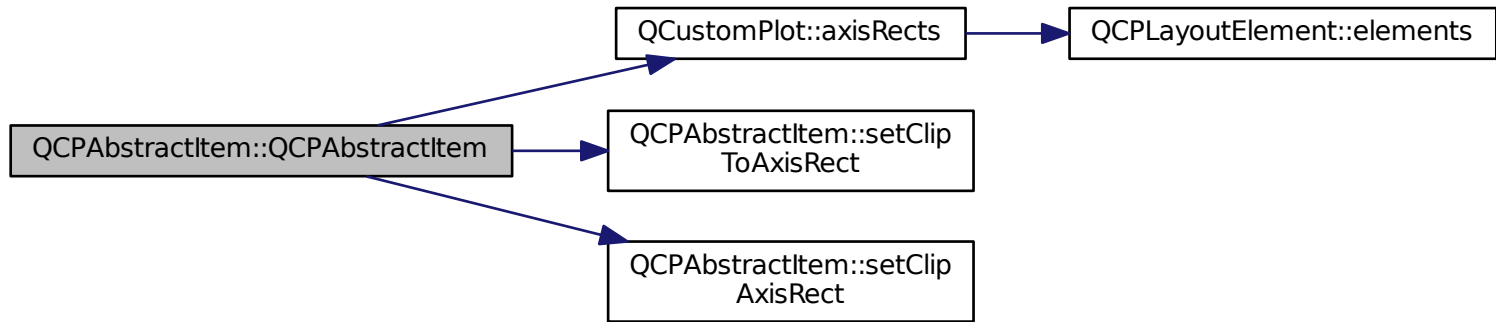 QCustomPlot::axisRects
QCPLayoutElement::elements
QCPAbstractItem::QCPAbstractItem
QCPAbstractItem::setClip
ToAxisRect
QCPAbstractItem::setClip
AxisRect